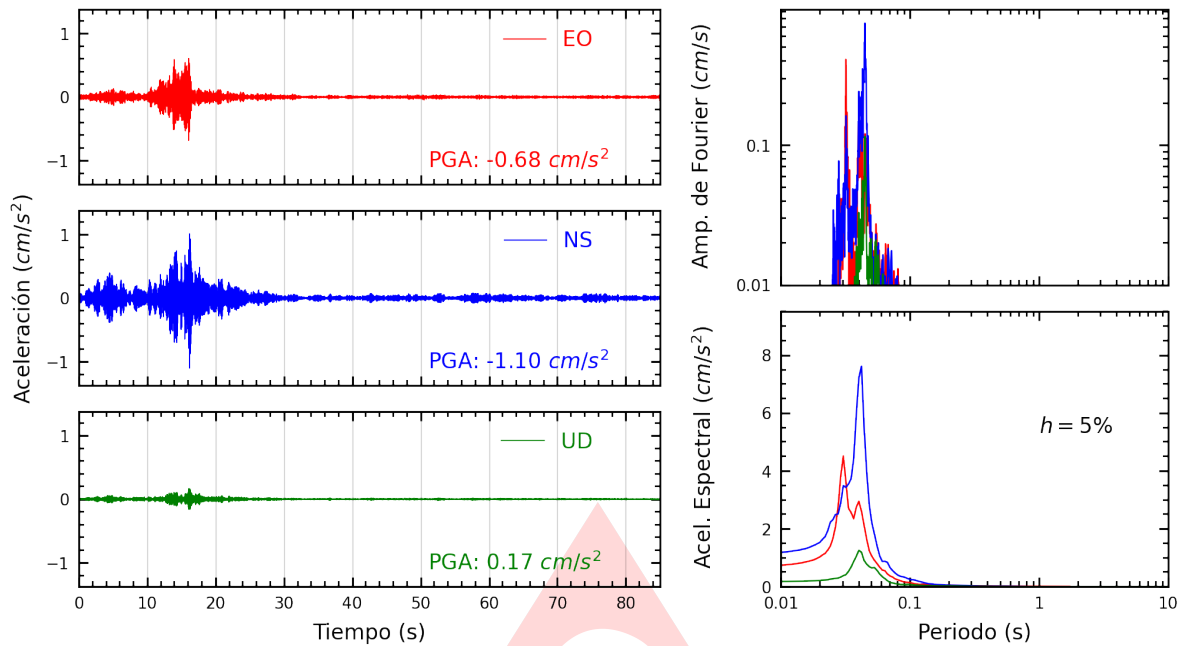 Aceleración (cm/s²)
1
0
−1
EO
PGA: -0.68 cm/s²
1
0
−1
NS
PGA: -1.10 cm/s²
1
0
−1
UD
PGA: 0.17 cm/s²
0 10 20 30 40 50 60 70 80
Tiempo (s)
Amp. de Fourier (cm/s)
0.1
0.01
Acel. Espectral (cm/s²)
8
6
4
2
0
h = 5%
0.01 0.1 1 10
Periodo (s)